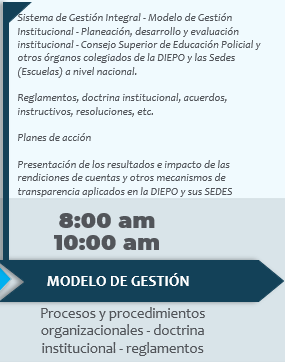 Sistema de Gestión Integral - Modelo de Gestión
Institucional - Planeación, desarrollo y evaluación
institucional - Consejo Superior de Educación Policial y
otros órganos colegiados de la DIEPO y las Sedes
(Escuelas) a nivel nacional.
Reglamentos, doctrina institucional, acuerdos,
instructivos, resoluciones, etc.
Planes de acción
Presentación de los resultados e impacto de las
rendiciones de cuentas y otros mecanismos de
transparencia aplicados en la DIEPO y sus SEDES
8:00 am
10:00 am
MODELO DE GESTIÓN
Procesos y procedimientos
organizacionales - doctrina
institucional - reglamentos